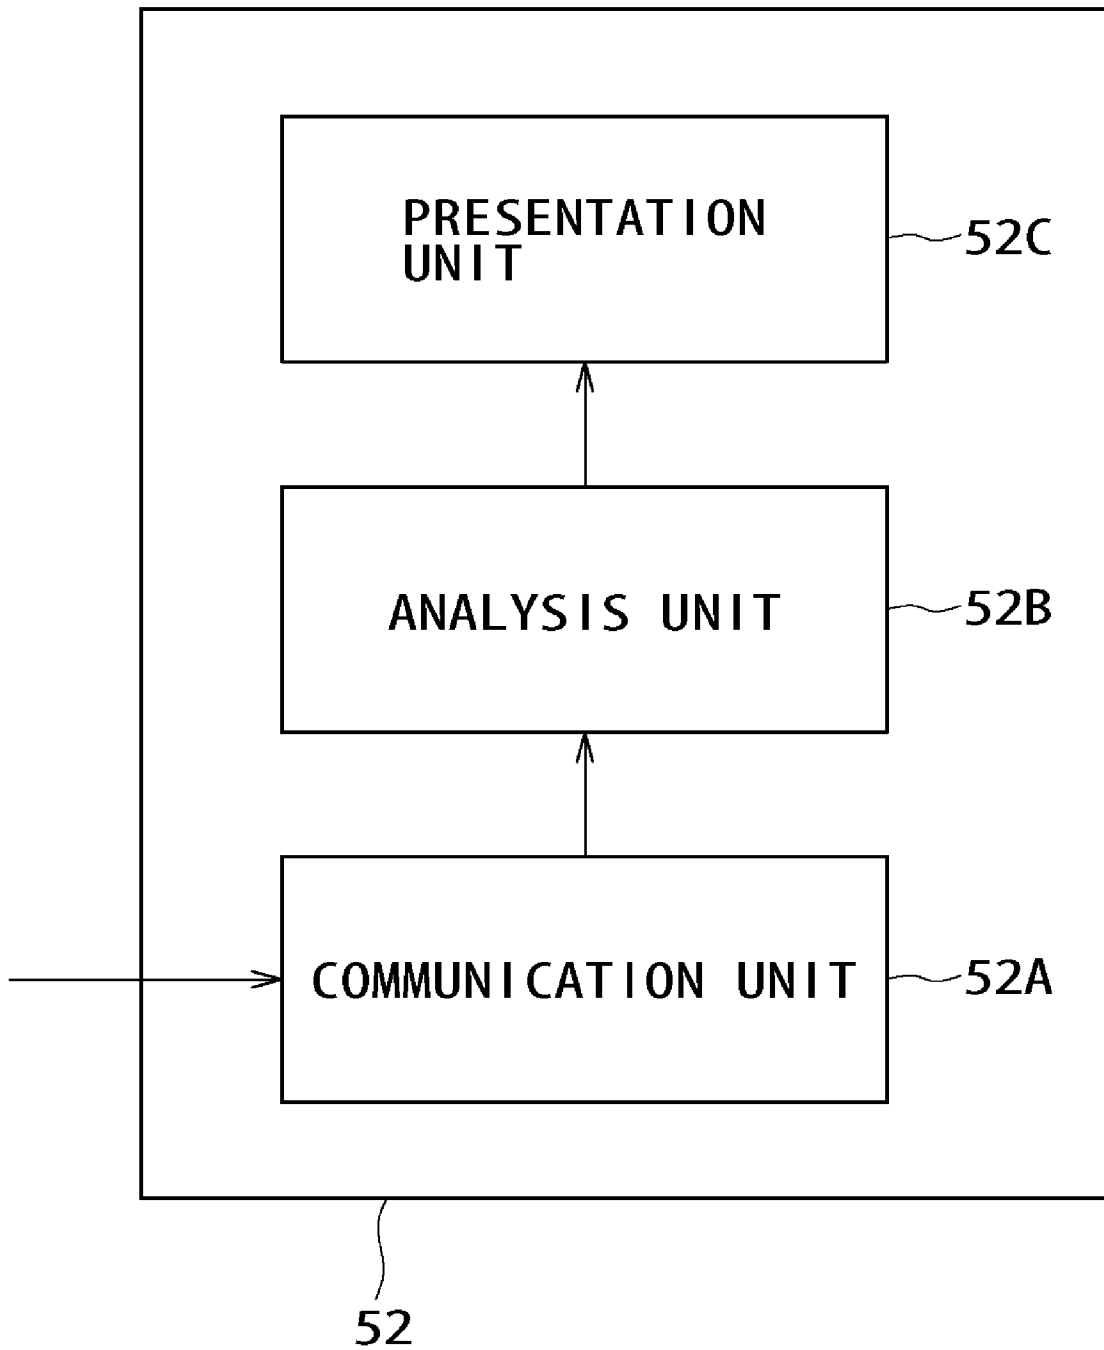 PRESENTATION
UNIT
52C
ANALYSIS UNIT
52B
COMMUNICATION UNIT
52A
52